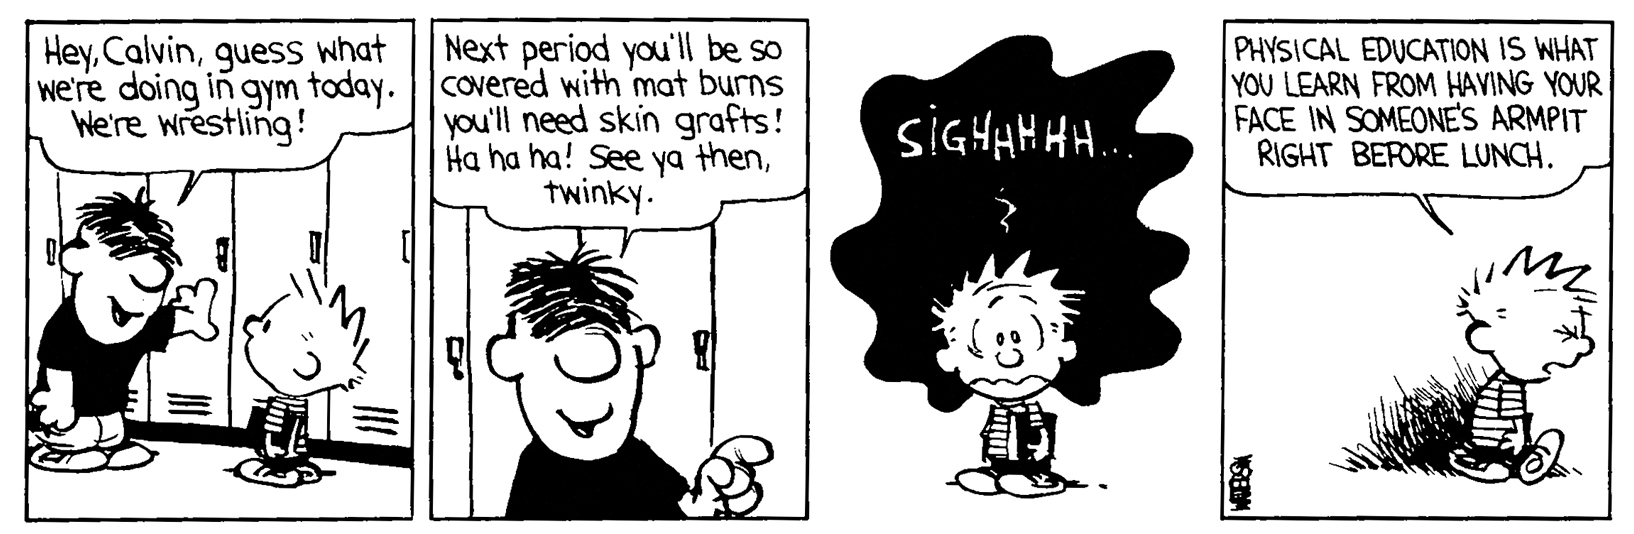 Hey, Calvin, guess what
we're doing in gym today.
We're wrestling!
Next period you'll be so
covered with mat burns
you'll need skin grafts!
Ha ha ha! See ya then,
twinky.
SIGHHHHH...
PHYSICAL EDUCATION IS WHAT
YOU LEARN FROM HAVING YOUR
FACE IN SOMEONE'S ARMPIT
RIGHT BEFORE LUNCH.
WATTERSON